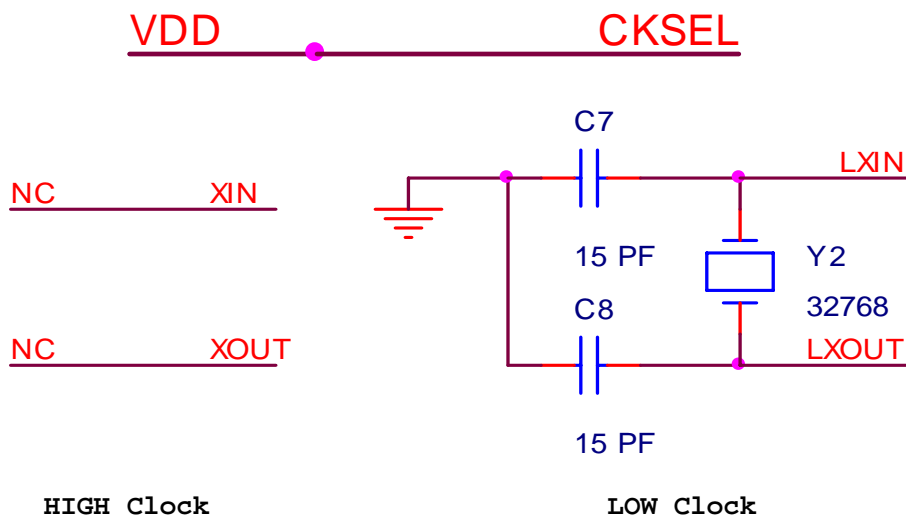 VDD CKSEL
C7
NC XIN
LXIN
15 PF
Y2
C8
32768
NC XOUT
LXOUT
15 PF
HIGH Clock LOW Clock